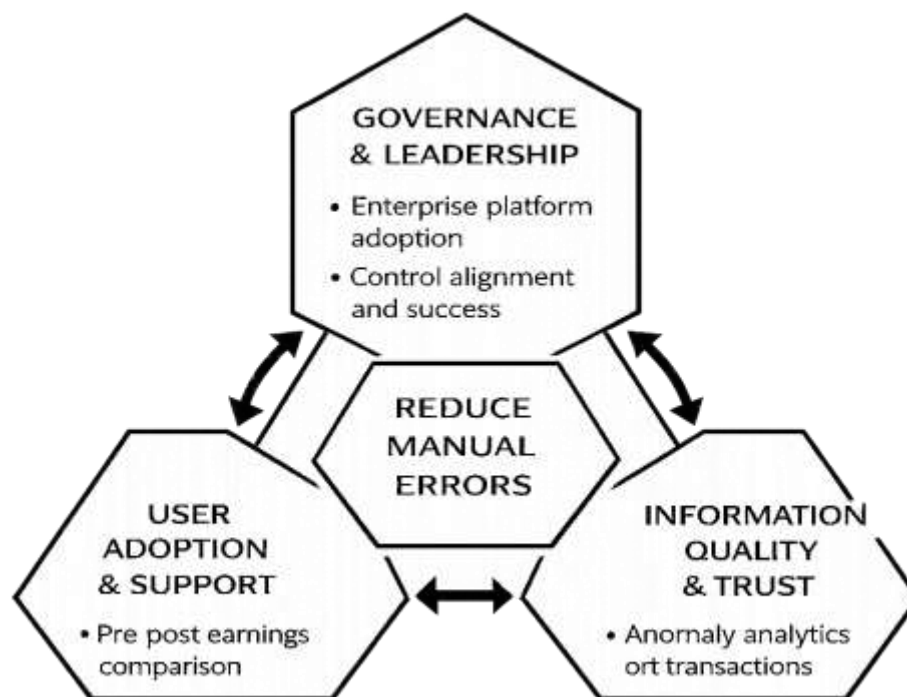 GOVERNANCE
& LEADERSHIP
• Enterprise platform
adoption
• Control alignment
and success
REDUCE
MANUAL
ERRORS
USER
ADOPTION
& SUPPORT
• Pre post earnings
comparison
INFORMATION
QUALITY
& TRUST
• Anornaly analytics
ort transactions